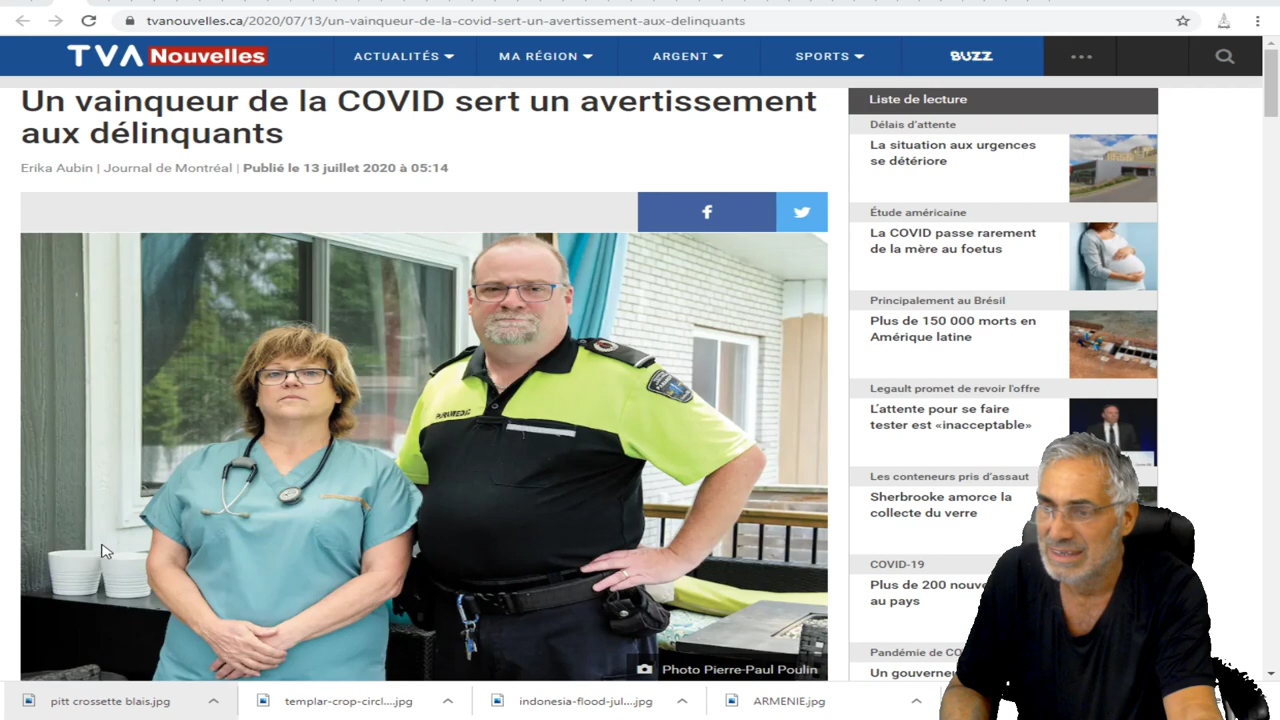 tvanouvelles.ca/2020/07/13/un-vainqueur-de-la-covid-sert-un-avertissement-aux-delinquants
TVA Nouvelles
ACTUALITÉS
MA RÉGION
ARGENT
SPORTS
BUZZ
Un vainqueur de la COVID sert un avertissement
aux délinquants
Erika Aubin | Journal de Montréal | Publié le 13 juillet 2020 à 05:14
PARAMEDIC
Photo Pierre-Paul Poulin
Liste de lecture
Délais d'attente
La situation aux urgences
se détériore
Étude américaine
La COVID passe rarement
de la mère au foetus
Principalement au Brésil
Plus de 150 000 morts en
Amérique latine
Legault promet de revoir l'offre
L'attente pour se faire
tester est «inacceptable»
Les conteneurs pris d'assaut
Sherbrooke amorce la
collecte du verre
COVID-19
Plus de 200 nouve
au pays
Pandémie de CO
Un gouverne
pitt crossette blais.jpg
templar-crop-circl....jpg
indonesia-flood-jul....jpg
ARMENIE.jpg